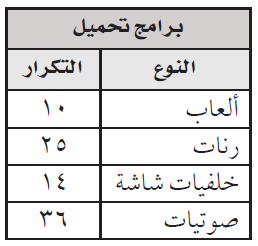 برامج تحميل
النوع التكرار
ألعاب ١٠
رنات ٢٥
خلفيات شاشة ١٤
صوتيات ٣٦